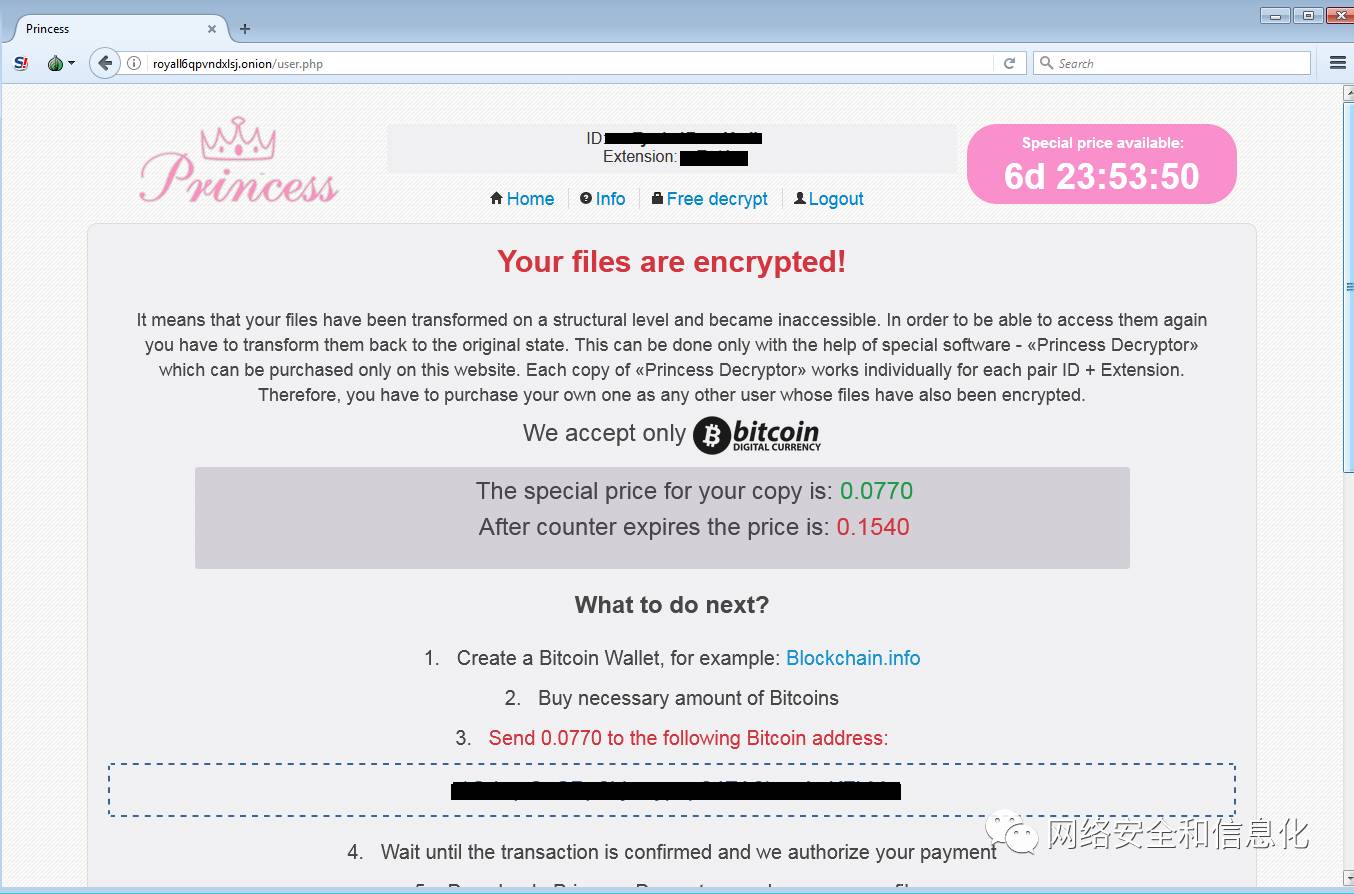 Princess
royall6qpvndxlsj.onion/user.php
Search
Princess
ID:
Extension:
Special price available:
6d 23:53:50
Home
Info
Free decrypt
Logout
Your files are encrypted!
It means that your files have been transformed on a structural level and became inaccessible. In order to be able to access them again
you have to transform them back to the original state. This can be done only with the help of special software - «Princess Decryptor»
which can be purchased only on this website. Each copy of «Princess Decryptor» works individually for each pair ID + Extension.
Therefore, you have to purchase your own one as any other user whose files have also been encrypted.
We accept only bitcoin
DIGITAL CURRENCY
The special price for your copy is: 0.0770
After counter expires the price is: 0.1540
What to do next?
1. Create a Bitcoin Wallet, for example: Blockchain.info
2. Buy necessary amount of Bitcoins
3. Send 0.0770 to the following Bitcoin address:
网络安全和信息化
4. Wait until the transaction is confirmed and we authorize your payment